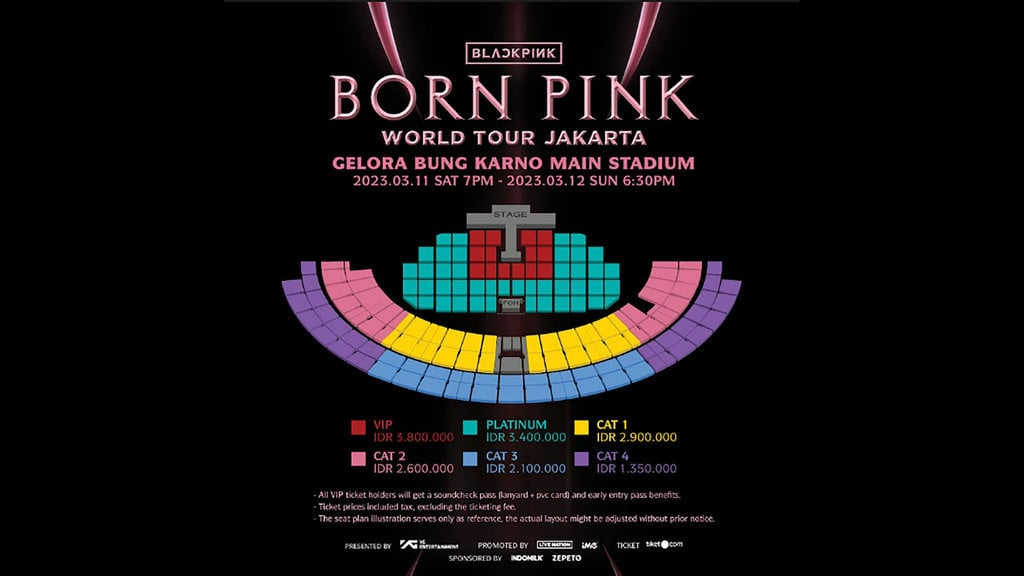 BLACKPINK
BORN PINK
WORLD TOUR JAKARTA
GELORA BUNG KARNO MAIN STADIUM
2023.03.11 SAT 7PM - 2023.03.12 SUN 6:30PM
STAGE
FOH
VIP
IDR 3.800.000
PLATINUM
IDR 3.400.000
CAT 1
IDR 2.900.000
CAT 2
IDR 2.600.000
CAT 3
IDR 2.100.000
CAT 4
IDR 1.350.000
- All VIP ticket holders will get a soundcheck pass (lanyard + pvc card) and early entry pass benefits.
- Ticket prices included tax, excluding the ticketing fee.
- The seat plan illustration serves only as reference, the actual layout might be adjusted without prior notice.
PRESENTED BY YG ENTERTAINMENT PROMOTED BY LIVE NATION iME TICKET tiket.com
SPONSORED BY INDOMILK ZEPETO